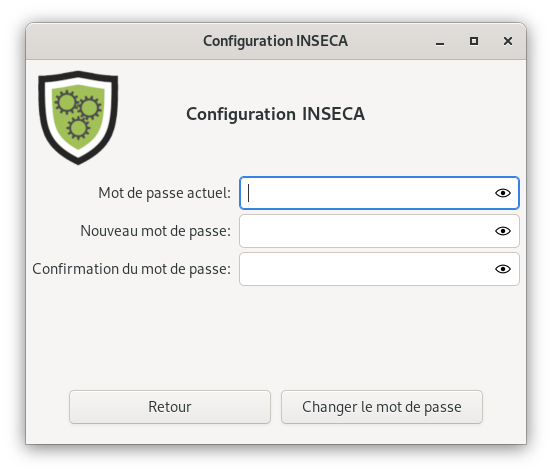 Configuration INSECA
Configuration INSECA
Mot de passe actuel:
Nouveau mot de passe:
Confirmation du mot de passe:
Retour
Changer le mot de passe